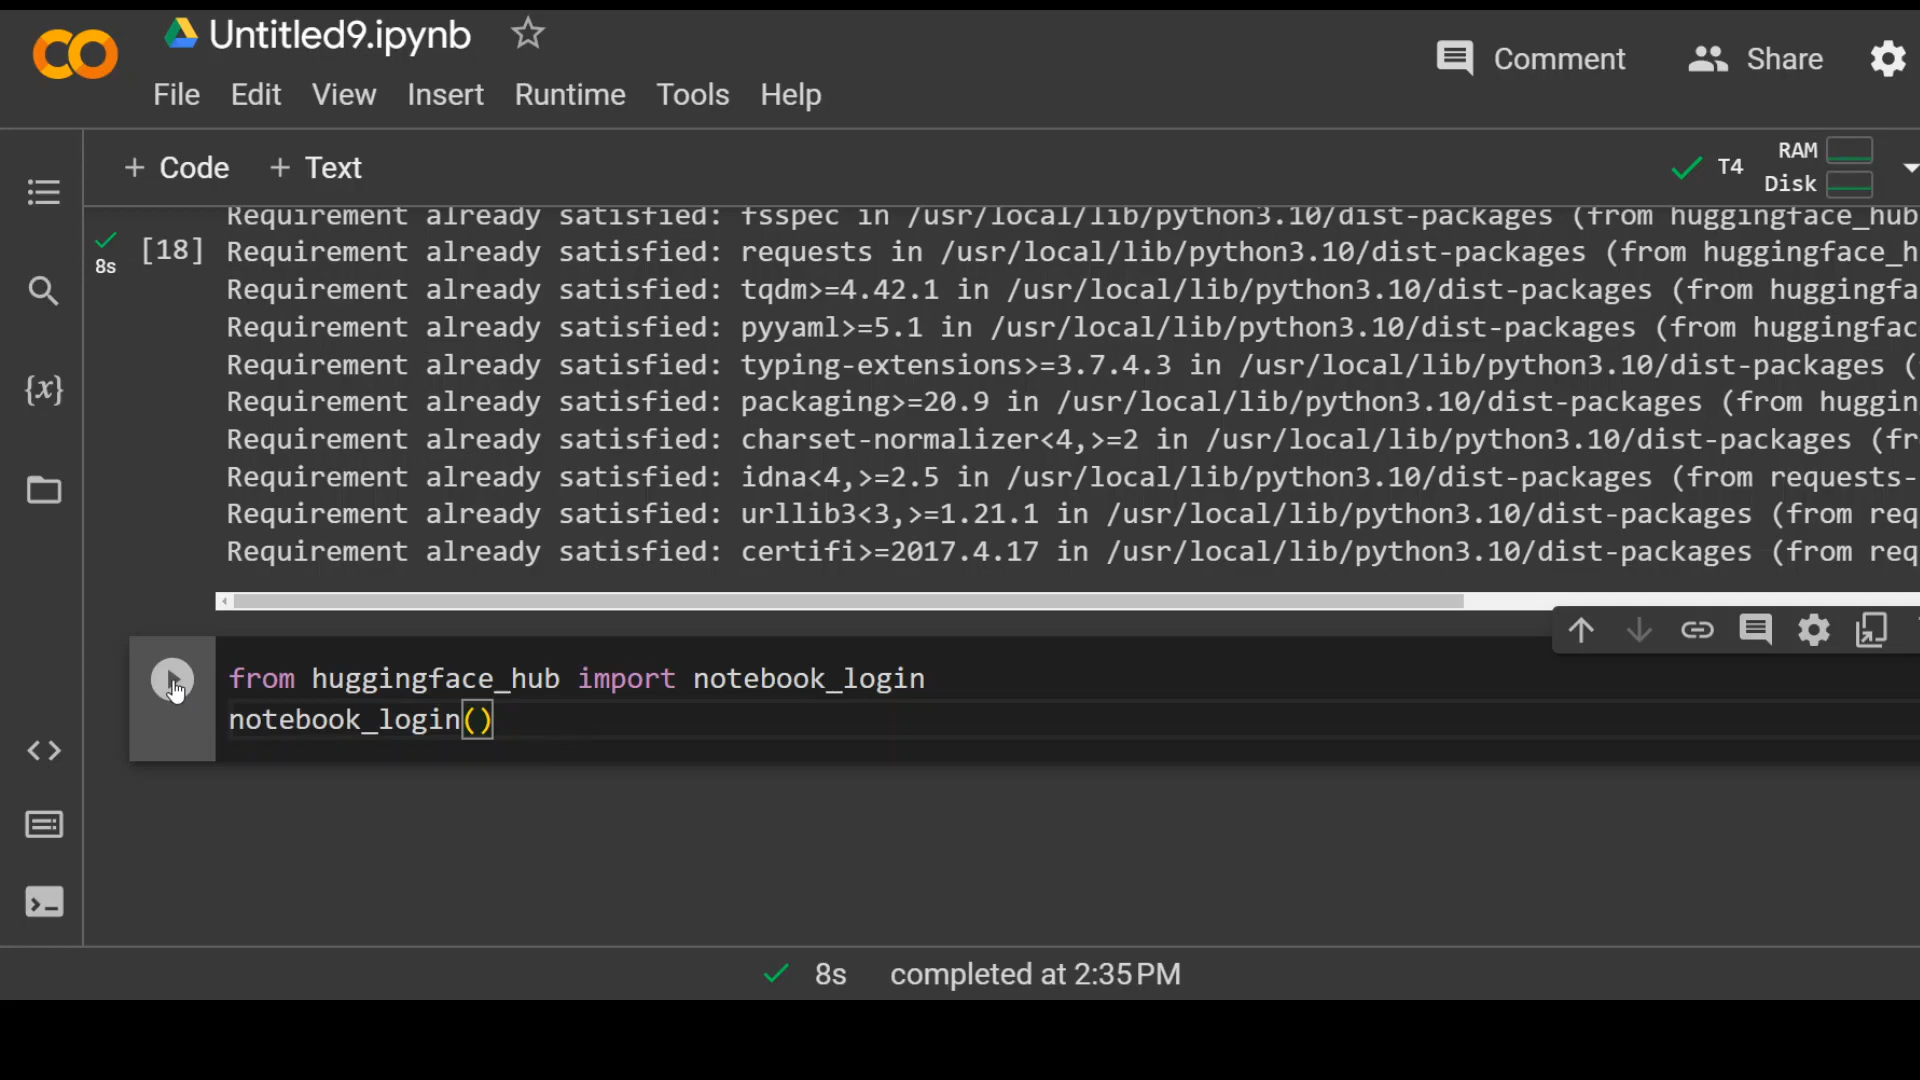 Untitled9.ipynb
Comment
Share
File Edit View Insert Runtime Tools Help
+ Code + Text
T4
RAM
Disk
Requirement already satisfied: fsspec in /usr/local/lib/python3.10/dist-packages (from huggingface_hub
8s
[18]
Requirement already satisfied: requests in /usr/local/lib/python3.10/dist-packages (from huggingface_h
Requirement already satisfied: tqdm>=4.42.1 in /usr/local/lib/python3.10/dist-packages (from huggingfa
Requirement already satisfied: pyyaml>=5.1 in /usr/local/lib/python3.10/dist-packages (from huggingfac
Requirement already satisfied: typing-extensions>=3.7.4.3 in /usr/local/lib/python3.10/dist-packages (
Requirement already satisfied: packaging>=20.9 in /usr/local/lib/python3.10/dist-packages (from huggin
Requirement already satisfied: charset-normalizer<4,>=2 in /usr/local/lib/python3.10/dist-packages (fr
Requirement already satisfied: idna<4,>=2.5 in /usr/local/lib/python3.10/dist-packages (from requests-
Requirement already satisfied: urllib3<3,>=1.21.1 in /usr/local/lib/python3.10/dist-packages (from req
Requirement already satisfied: certifi>=2017.4.17 in /usr/local/lib/python3.10/dist-packages (from req
from huggingface_hub import notebook_login
notebook_login()
{x}
8s completed at 2:35 PM